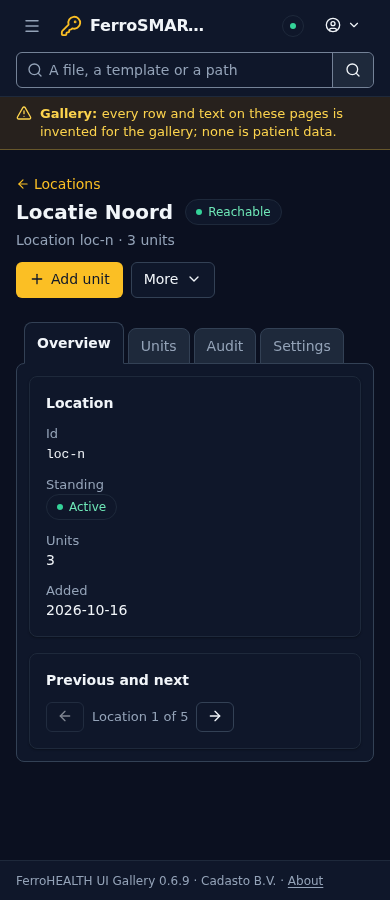 FerroSMAR…
A file, a template or a path
Gallery: every row and text on these pages is
invented for the gallery; none is patient data.
Locations
Locatie Noord
Reachable
Location loc-n · 3 units
Add unit
More
Overview
Units
Audit
Settings
Location
Id
loc-n
Standing
Active
Units
3
Added
2026-10-16
Previous and next
Location 1 of 5
FerroHEALTH UI Gallery 0.6.9 · Cadasto B.V. · About